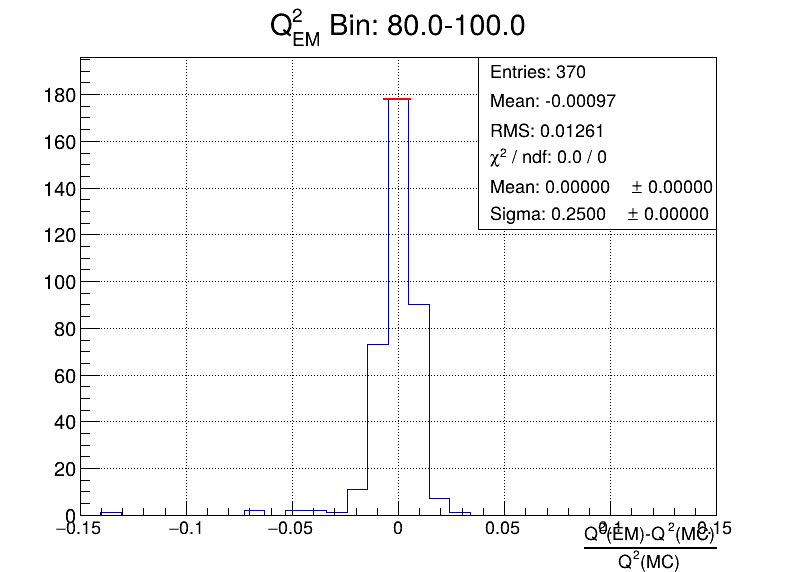 Q²EM Bin: 80.0-100.0
Entries: 370
Mean: -0.00097
RMS: 0.01261
χ² / ndf: 0.0 / 0
Mean: 0.00000 ± 0.00000
Sigma: 0.2500 ± 0.00000
180
160
140
120
100
80
60
40
20
0
−0.15 −0.1 −0.05 0 0.05 0.1 0.15
Q²(EM)-Q²(MC)
Q²(MC)